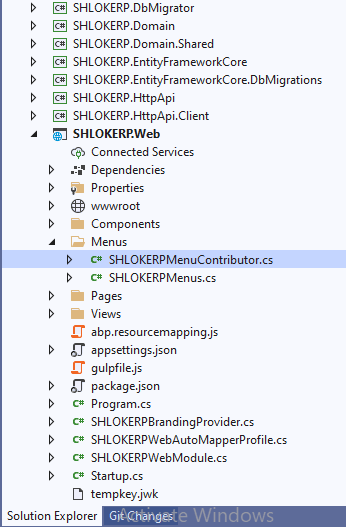 SHLOKERP.DbMigrator
SHLOKERP.Domain
SHLOKERP.Domain.Shared
SHLOKERP.EntityFrameworkCore
SHLOKERP.EntityFrameworkCore.DbMigrations
SHLOKERP.HttpApi
SHLOKERP.HttpApi.Client
SHLOKERP.Web
Connected Services
Dependencies
Properties
wwwroot
Components
Menus
SHLOKERPMenuContributor.cs
SHLOKERPMenus.cs
Pages
Views
abp.resourcemapping.js
appsettings.json
gulpfile.js
package.json
Program.cs
SHLOKERPBrandingProvider.cs
SHLOKERPWebAutoMapperProfile.cs
SHLOKERPWebModule.cs
Startup.cs
tempkey.jwk
Activate Windows
Solution Explorer Git Changes